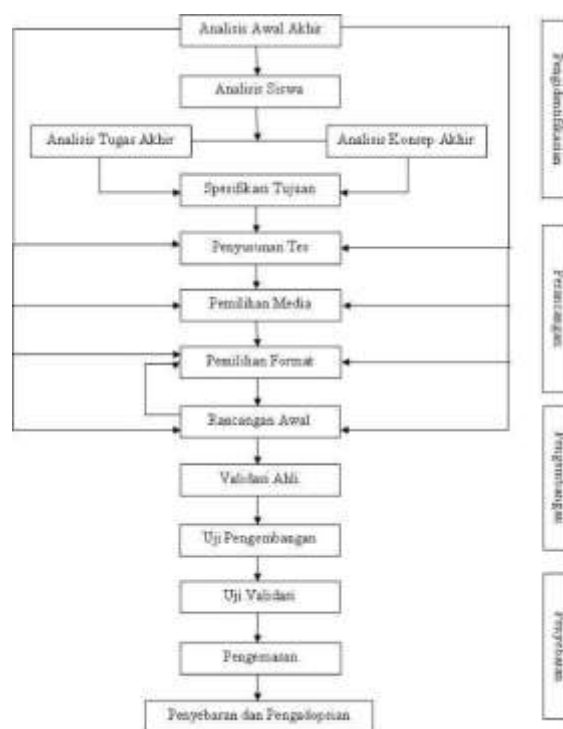 Analisis Awal Akhir
Analisis Siswa
Analisis Tugas Akhir
Analisis Konsep Akhir
Spesifikasi Tujuan
Penyusunan Tes
Pemilihan Media
Pemilihan Format
Rancangan Awal
Validasi Ahli
Uji Pengembangan
Uji Validasi
Pengemasan
Penyebaran dan Pengadopsian
Pengidentifikasian
Perancangan
Pengembangan
Penyebaran